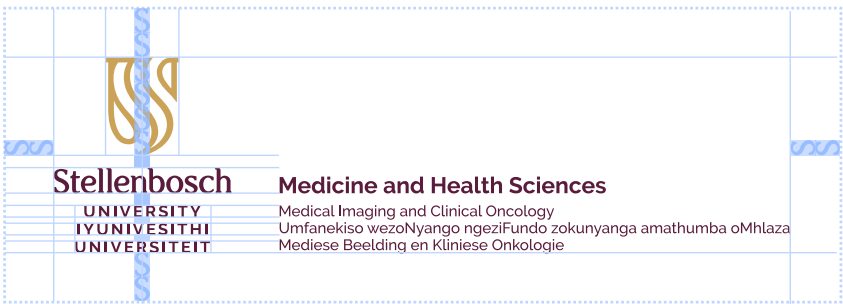 Stellenbosch
UNIVERSITY
IYUNIVESITHI
UNIVERSITEIT
Medicine and Health Sciences
Medical Imaging and Clinical Oncology
Umfanekiso wezoNyango ngeziFundo zokunyanga amathumba oMhlaza
Mediese Beelding en Kliniese Onkologie